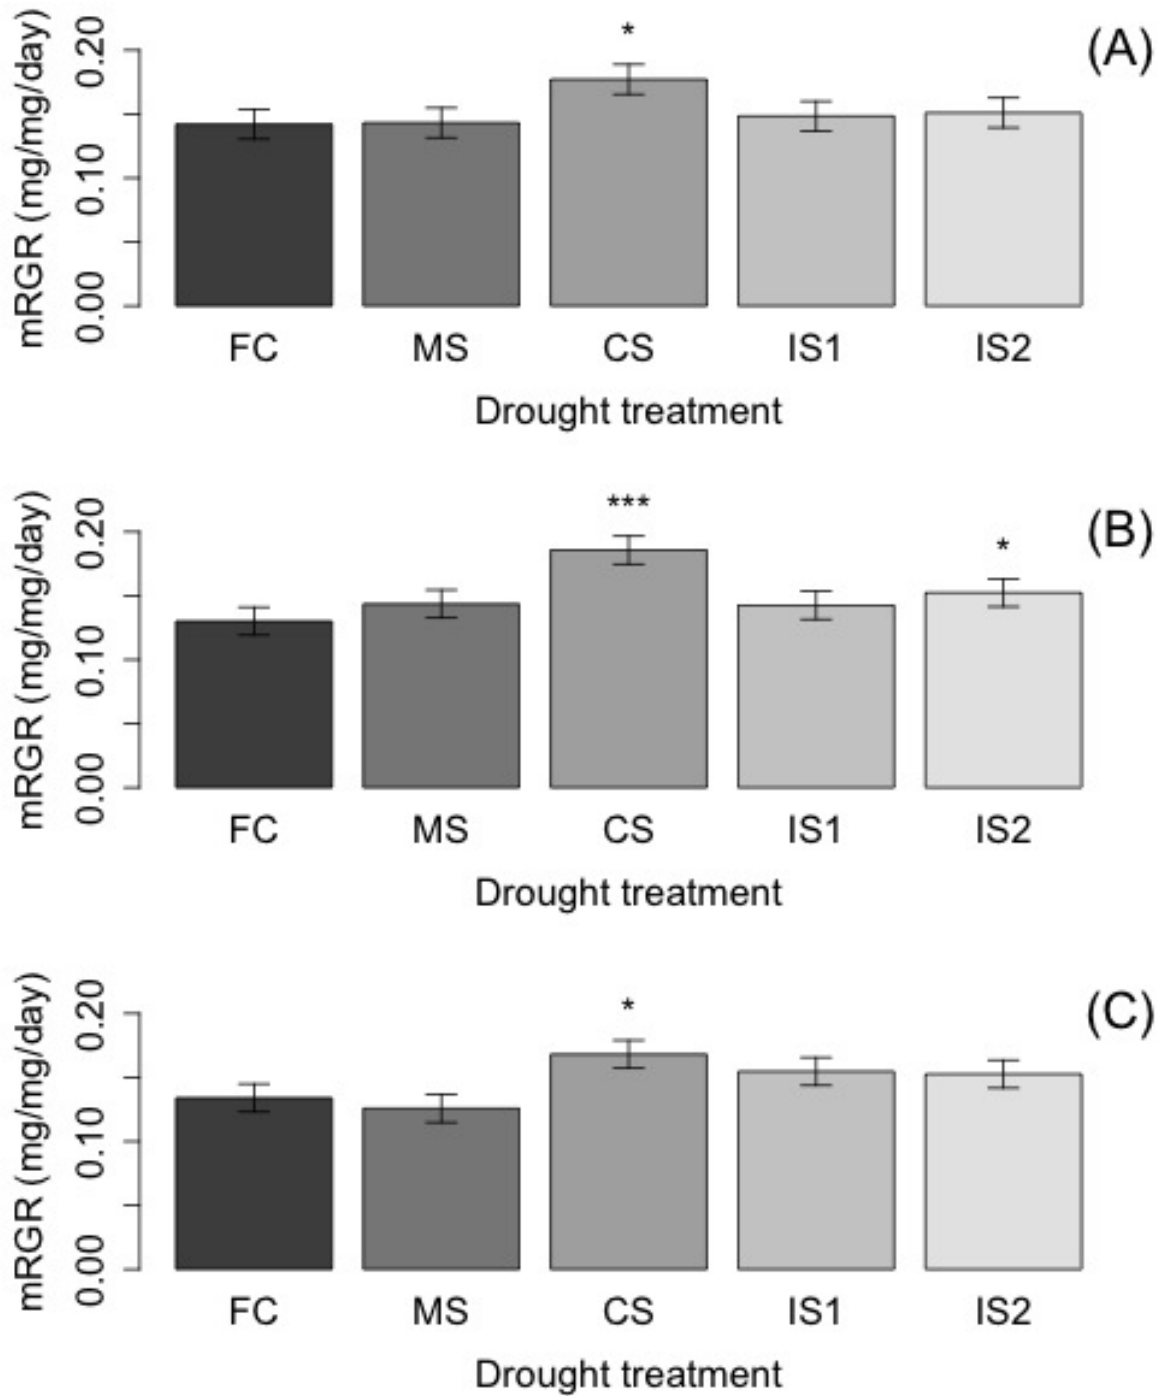 (A)
mRGR (mg/mg/day)
0.20
0.10
0.00
*
FC MS CS IS1 IS2
Drought treatment
(B)
mRGR (mg/mg/day)
0.20
0.10
0.00
***
*
FC MS CS IS1 IS2
Drought treatment
(C)
mRGR (mg/mg/day)
0.20
0.10
0.00
*
FC MS CS IS1 IS2
Drought treatment